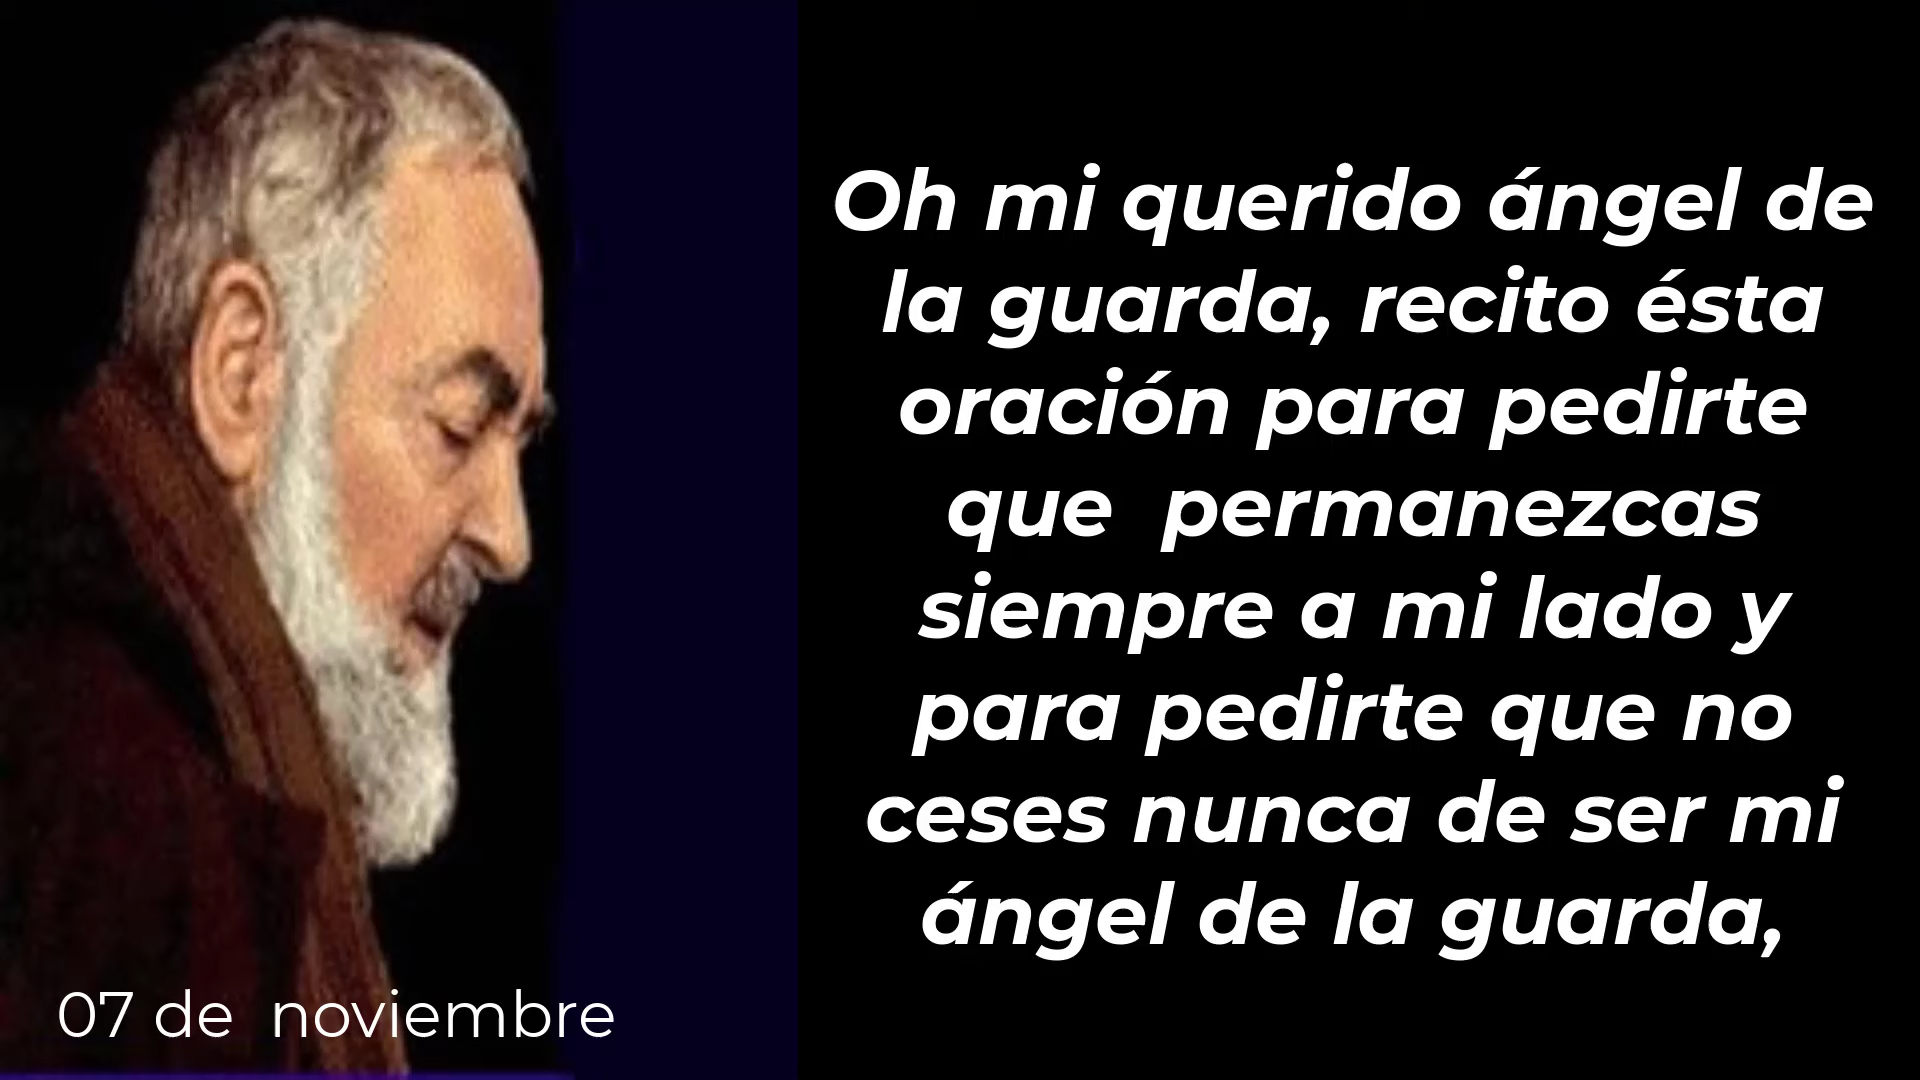 Oh mi querido ángel de
la guarda, recito ésta
oración para pedirte
que  permanezcas
siempre a mi lado y
para pedirte que no
ceses nunca de ser mi
ángel de la guarda,
07 de  noviembre